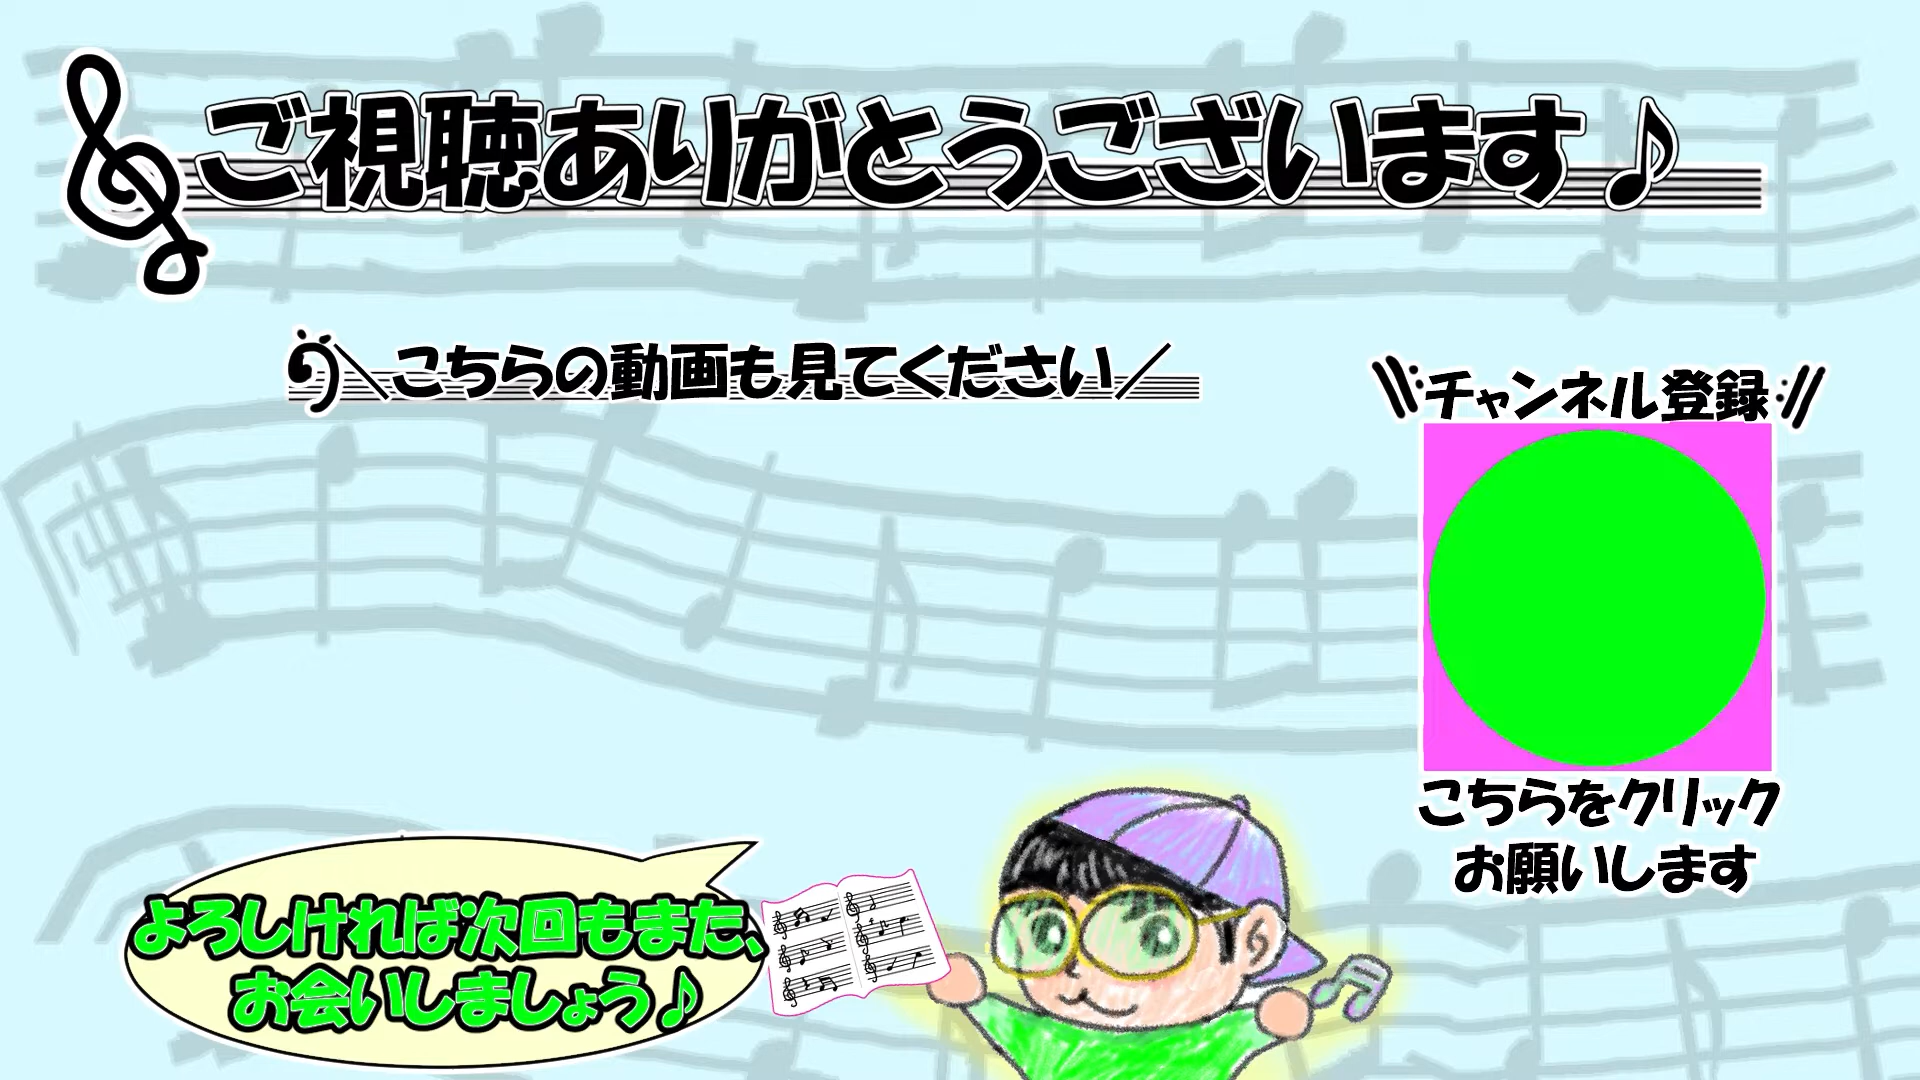 ご視聴ありがとうございます♪
＼こちらの動画も見てください／
チャンネル登録
こちらをクリック
お願いします
よろしければ次回もまた、
お会いしましょう♪